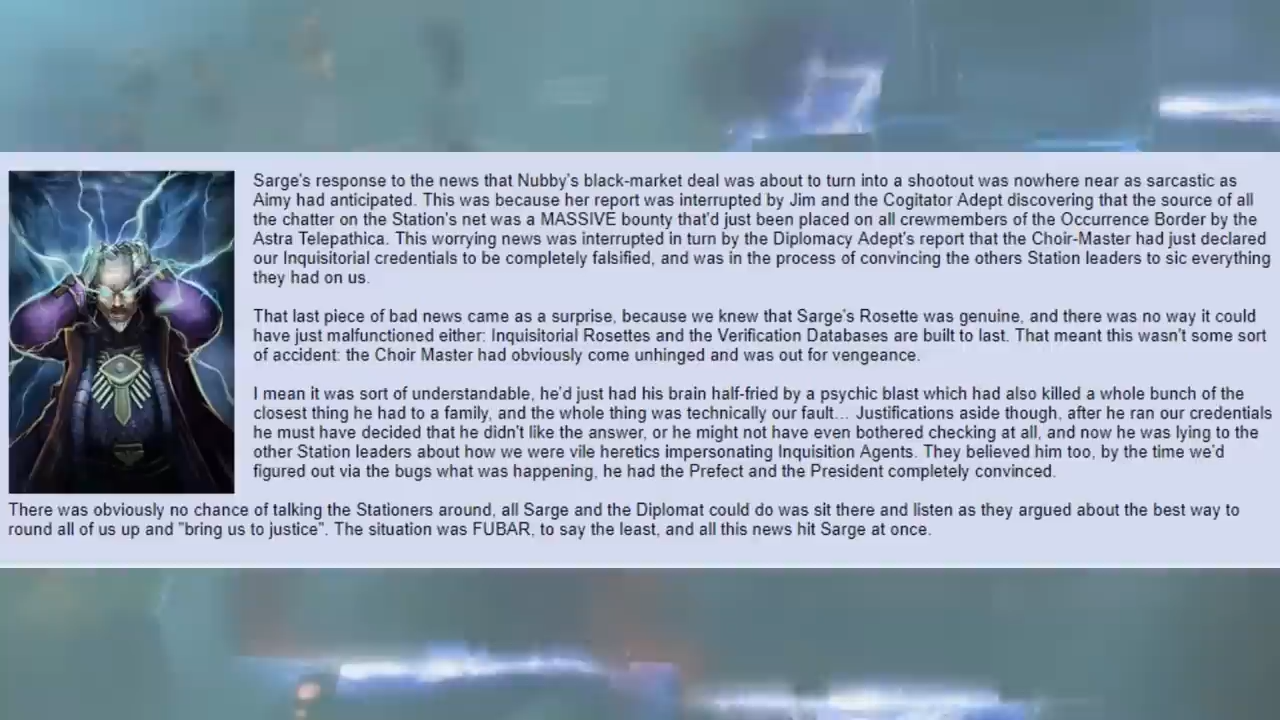 Sarge's response to the news that Nubby's black-market deal was about to turn into a shootout was nowhere near as sarcastic as
Aimy had anticipated. This was because her report was interrupted by Jim and the Cogitator Adept discovering that the source of all
the chatter on the Station's net was a MASSIVE bounty that'd just been placed on all crewmembers of the Occurrence Border by the
Astra Telepathica. This worrying news was interrupted in turn by the Diplomacy Adept's report that the Choir-Master had just declared
our Inquisitorial credentials to be completely falsified, and was in the process of convincing the others Station leaders to sic everything
they had on us.
That last piece of bad news came as a surprise, because we knew that Sarge's Rosette was genuine, and there was no way it could
have just malfunctioned either: Inquisitorial Rosettes and the Verification Databases are built to last. That meant this wasn't some sort
of accident: the Choir Master had obviously come unhinged and was out for vengeance.
I mean it was sort of understandable, he'd just had his brain half-fried by a psychic blast which had also killed a whole bunch of the
closest thing he had to a family, and the whole thing was technically our fault... Justifications aside though, after he ran our credentials
he must have decided that he didn't like the answer, or he might not have even bothered checking at all, and now he was lying to the
other Station leaders about how we were vile heretics impersonating Inquisition Agents. They believed him too, by the time we'd
figured out via the bugs what was happening, he had the Prefect and the President completely convinced.
There was obviously no chance of talking the Stationers around, all Sarge and the Diplomat could do was sit there and listen as they argued about the best way to
round all of us up and "bring us to justice". The situation was FUBAR, to say the least, and all this news hit Sarge at once.